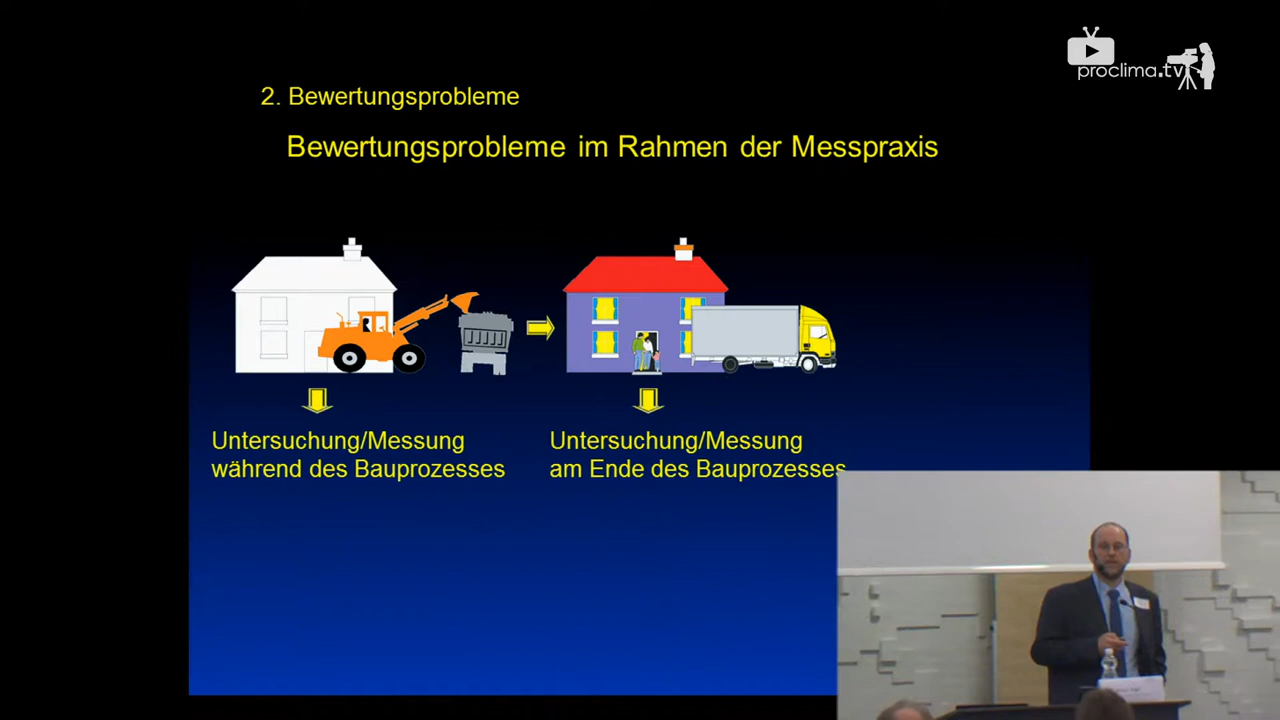 proclima.tv
2. Bewertungsprobleme
Bewertungsprobleme im Rahmen der Messpraxis
Untersuchung/Messung
während des Bauprozesses
Untersuchung/Messung
am Ende des Bauprozesses